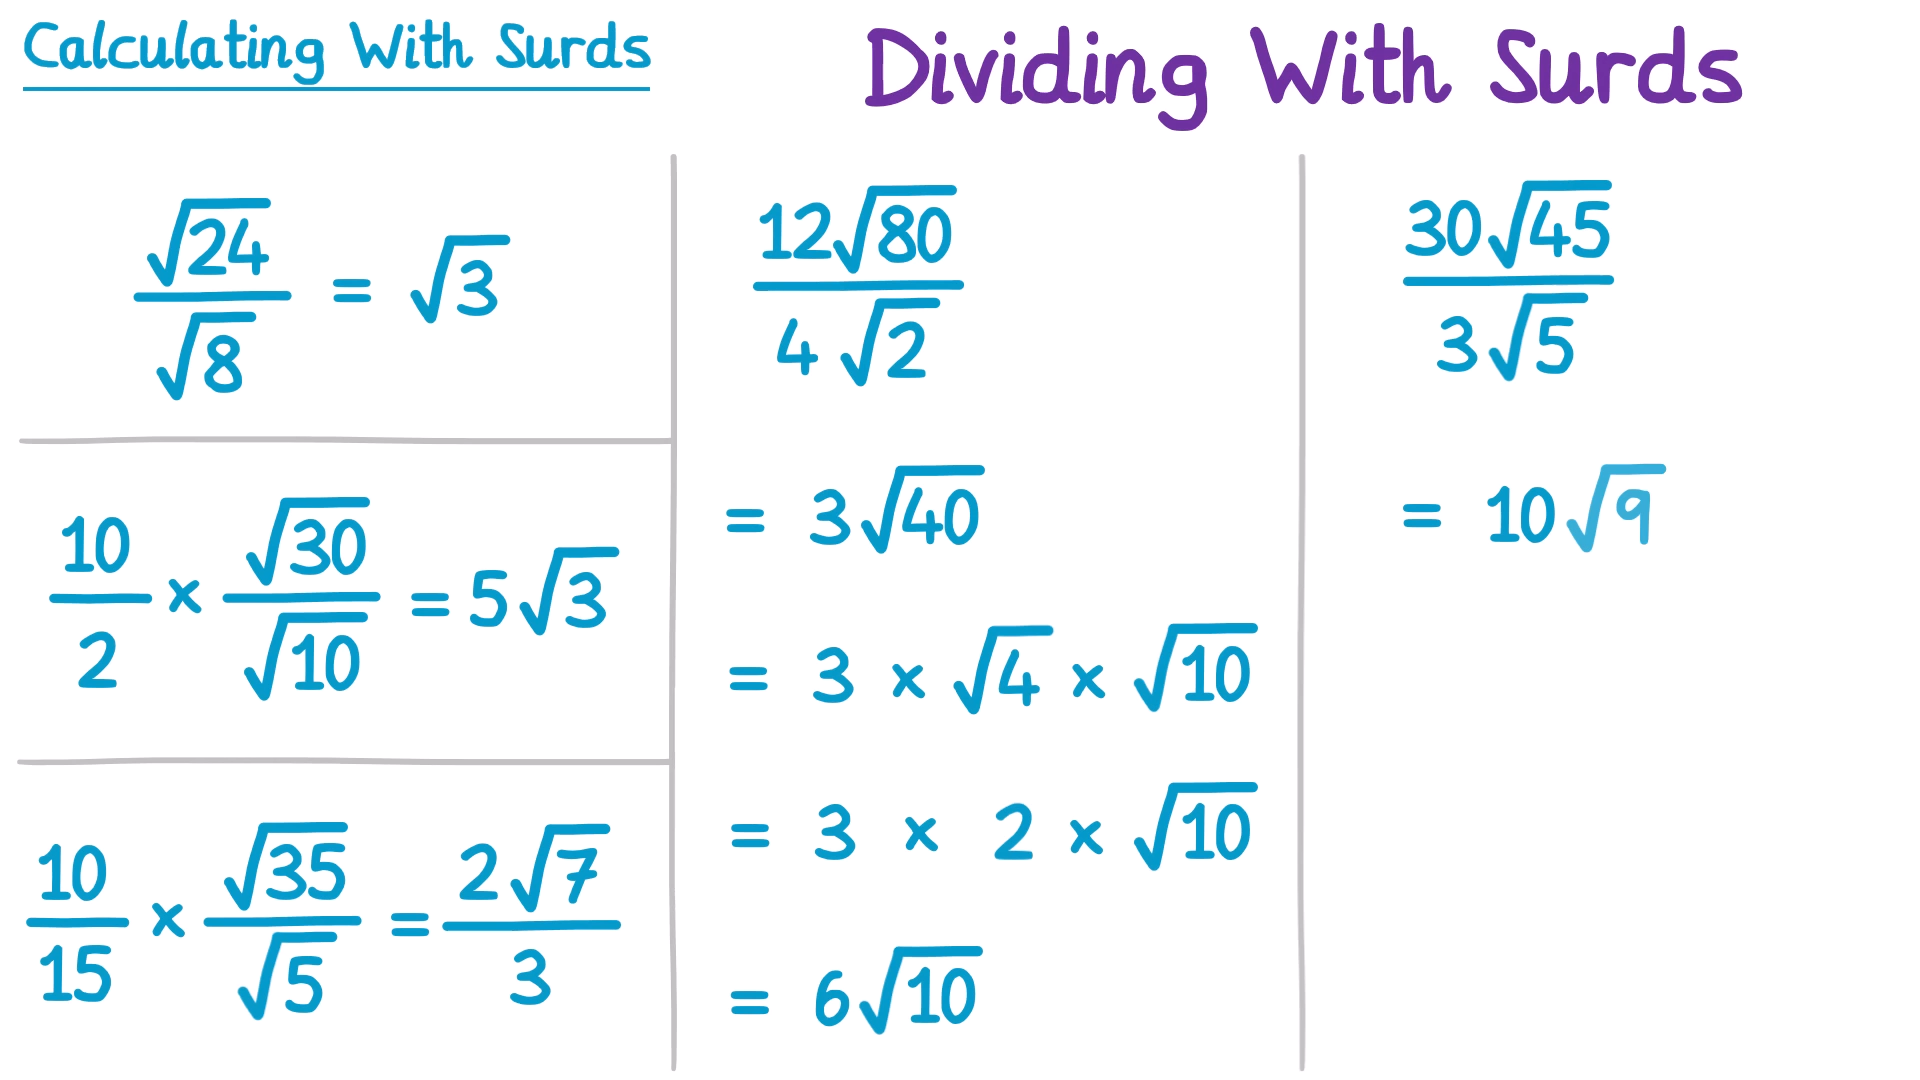 Calculating With Surds
Dividing With Surds
√24 / √8 = √3
10/2 × √30 / √10 = 5√3
10/15 × √35 / √5 = 2√7 / 3
12√80 / 4√2
= 3√40
= 3 × √4 × √10
= 3 × 2 × √10
= 6√10
30√45 / 3√5
= 10√9